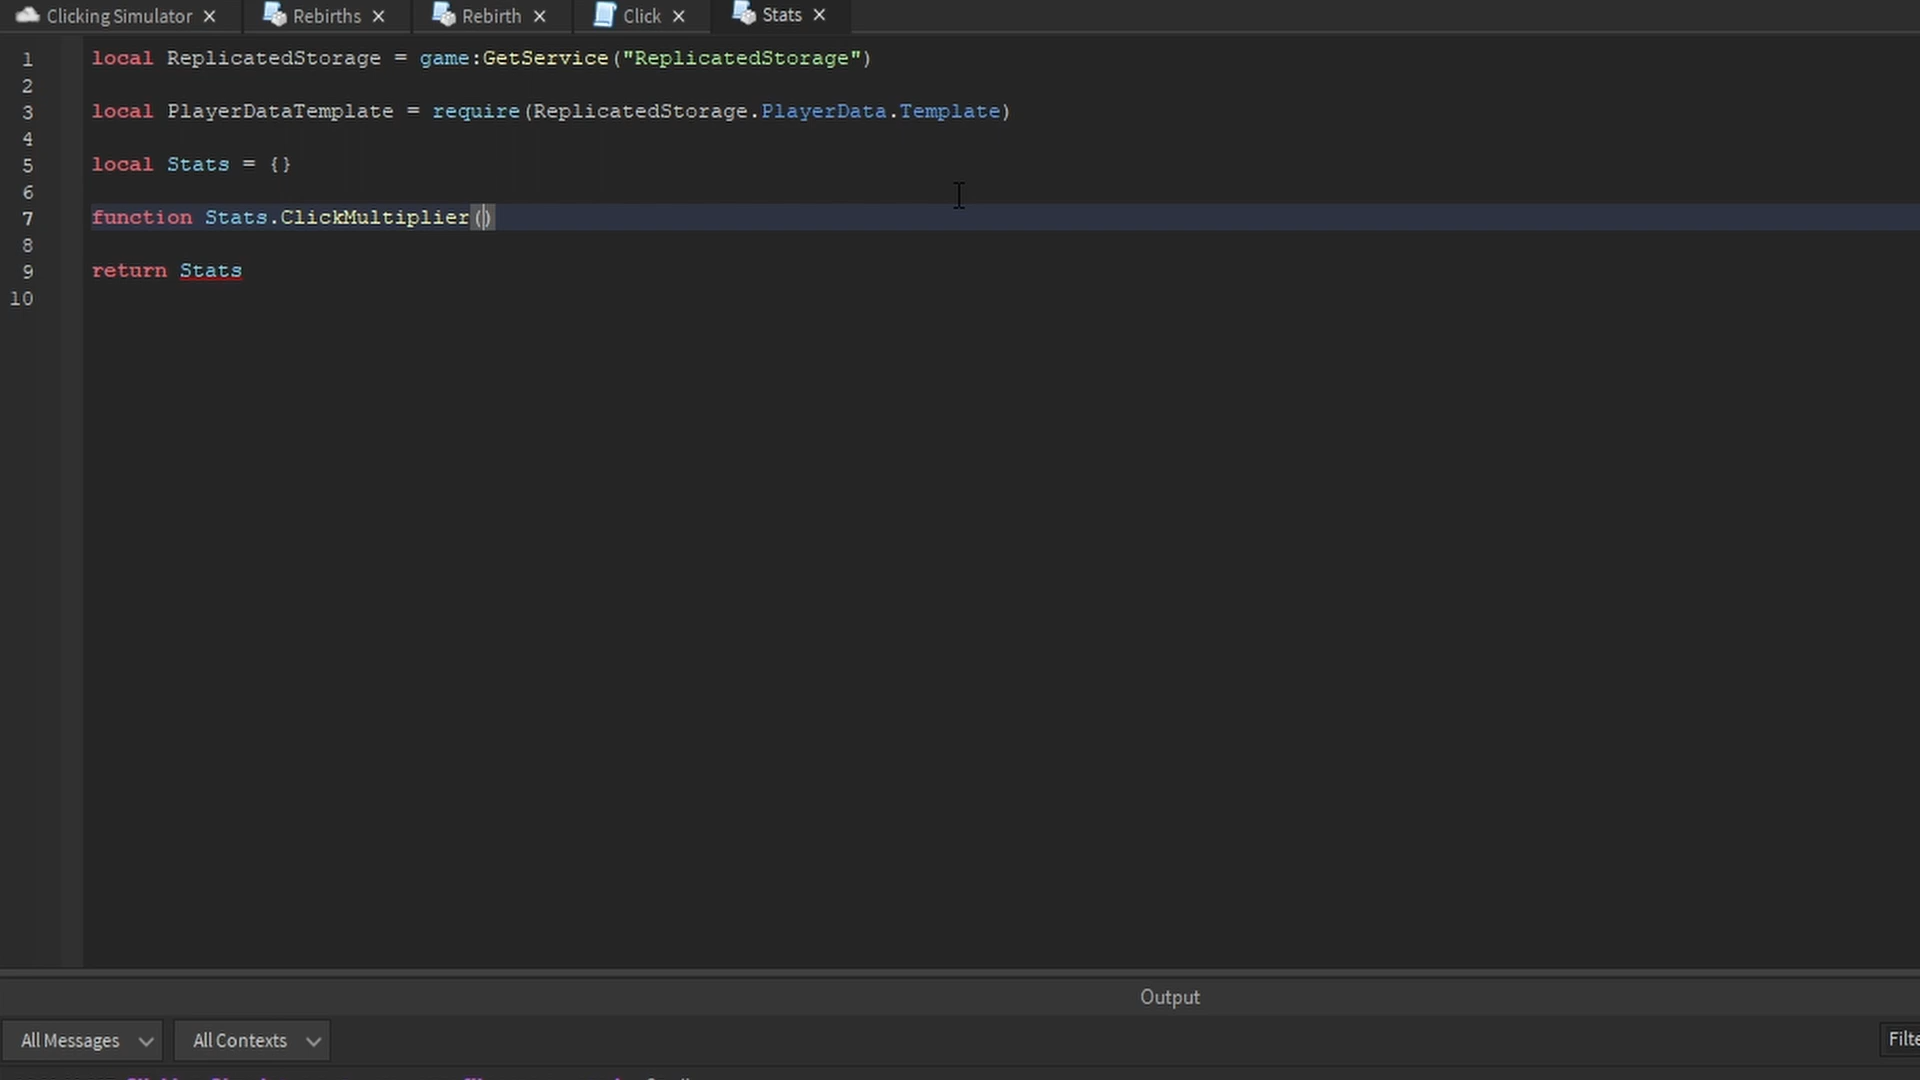 Clicking Simulator Rebirths Rebirth Click Stats
1 local ReplicatedStorage = game:GetService("ReplicatedStorage")
2
3 local PlayerDataTemplate = require(ReplicatedStorage.PlayerData.Template)
4
5 local Stats = {}
6
7 function Stats.ClickMultiplier()
8
9 return Stats
10
Output
All Messages All Contexts Filte